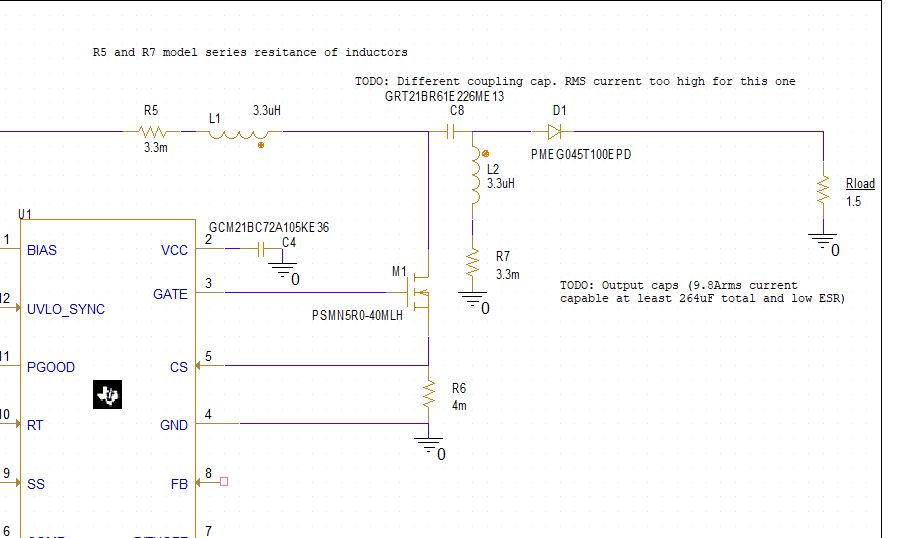 R5 and R7 model series resitance of inductors
TODO: Different coupling cap. RMS current too high for this one
GRT21BR61E226ME13
R5
L1
3.3uH
C8
D1
3.3m
PMEG045T100EPD
L2
3.3uH
Rload
1.5
0
U1
GCM21BC72A105KE36
1
BIAS
VCC
2
C4
0
R7
3.3m
M1
GATE
3
TODO: Output caps (9.8Arms current
capable at least 264uF total and low ESR)
12
UVLO_SYNC
PSMN5R0-40MLH
0
11
PGOOD
CS
5
R6
4m
10
RT
GND
4
0
9
SS
FB
8
6
7